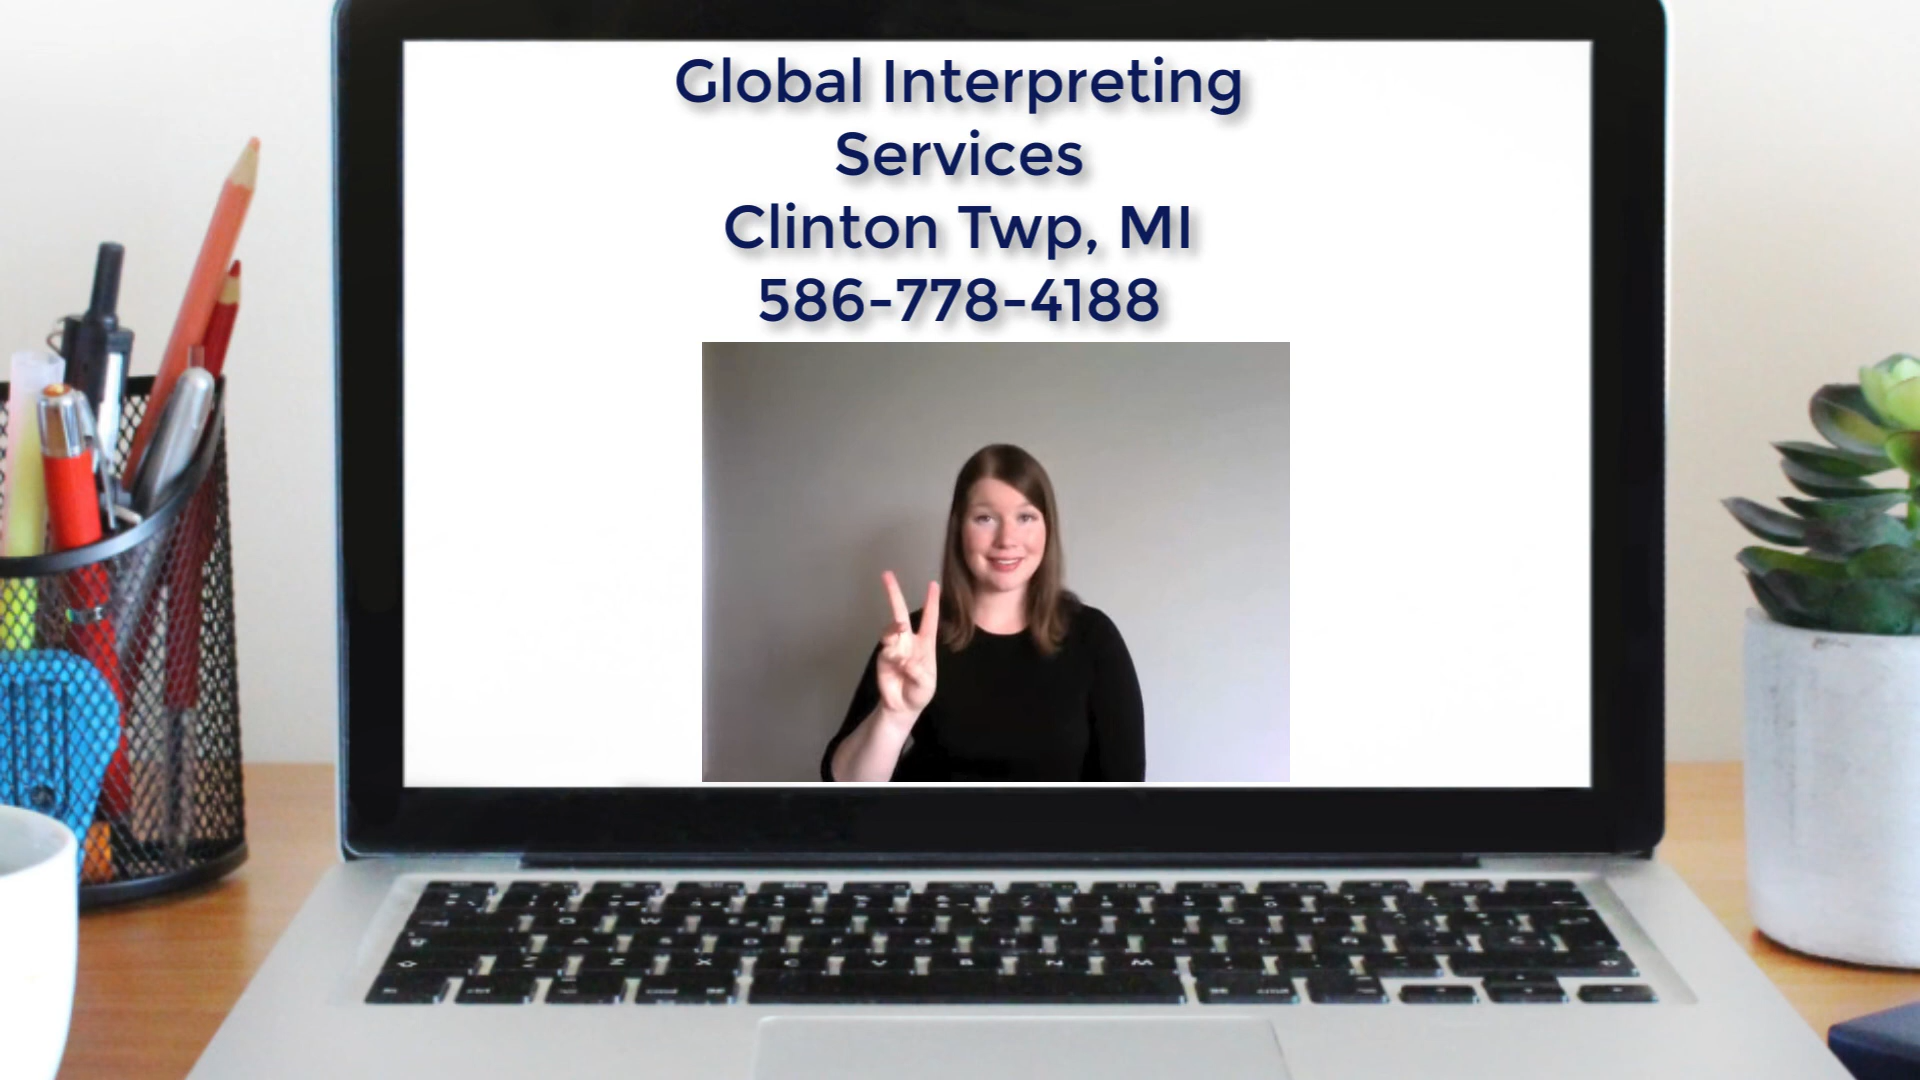 Global Interpreting
Services
Clinton Twp, MI
586-778-4188